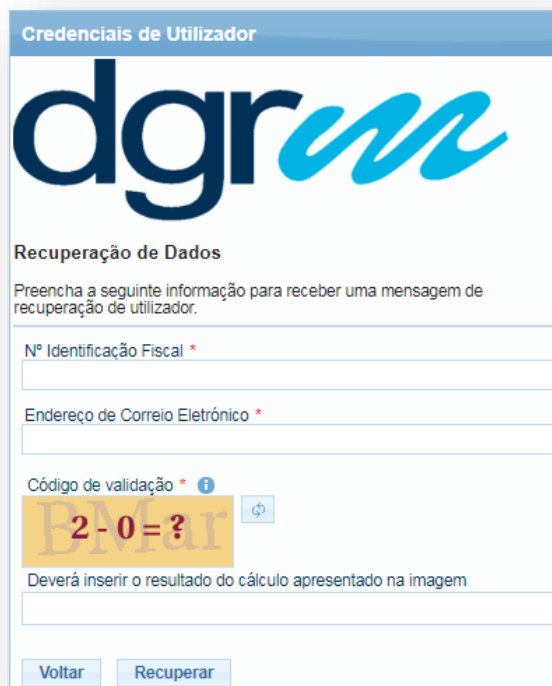 Credenciais de Utilizador
dgrm
Recuperação de Dados
Preencha a seguinte informação para receber uma mensagem de
recuperação de utilizador.
Nº Identificação Fiscal *
Endereço de Correio Eletrónico *
Código de validação *
BMar
2 - 0 = ?
Deverá inserir o resultado do cálculo apresentado na imagem
Voltar Recuperar